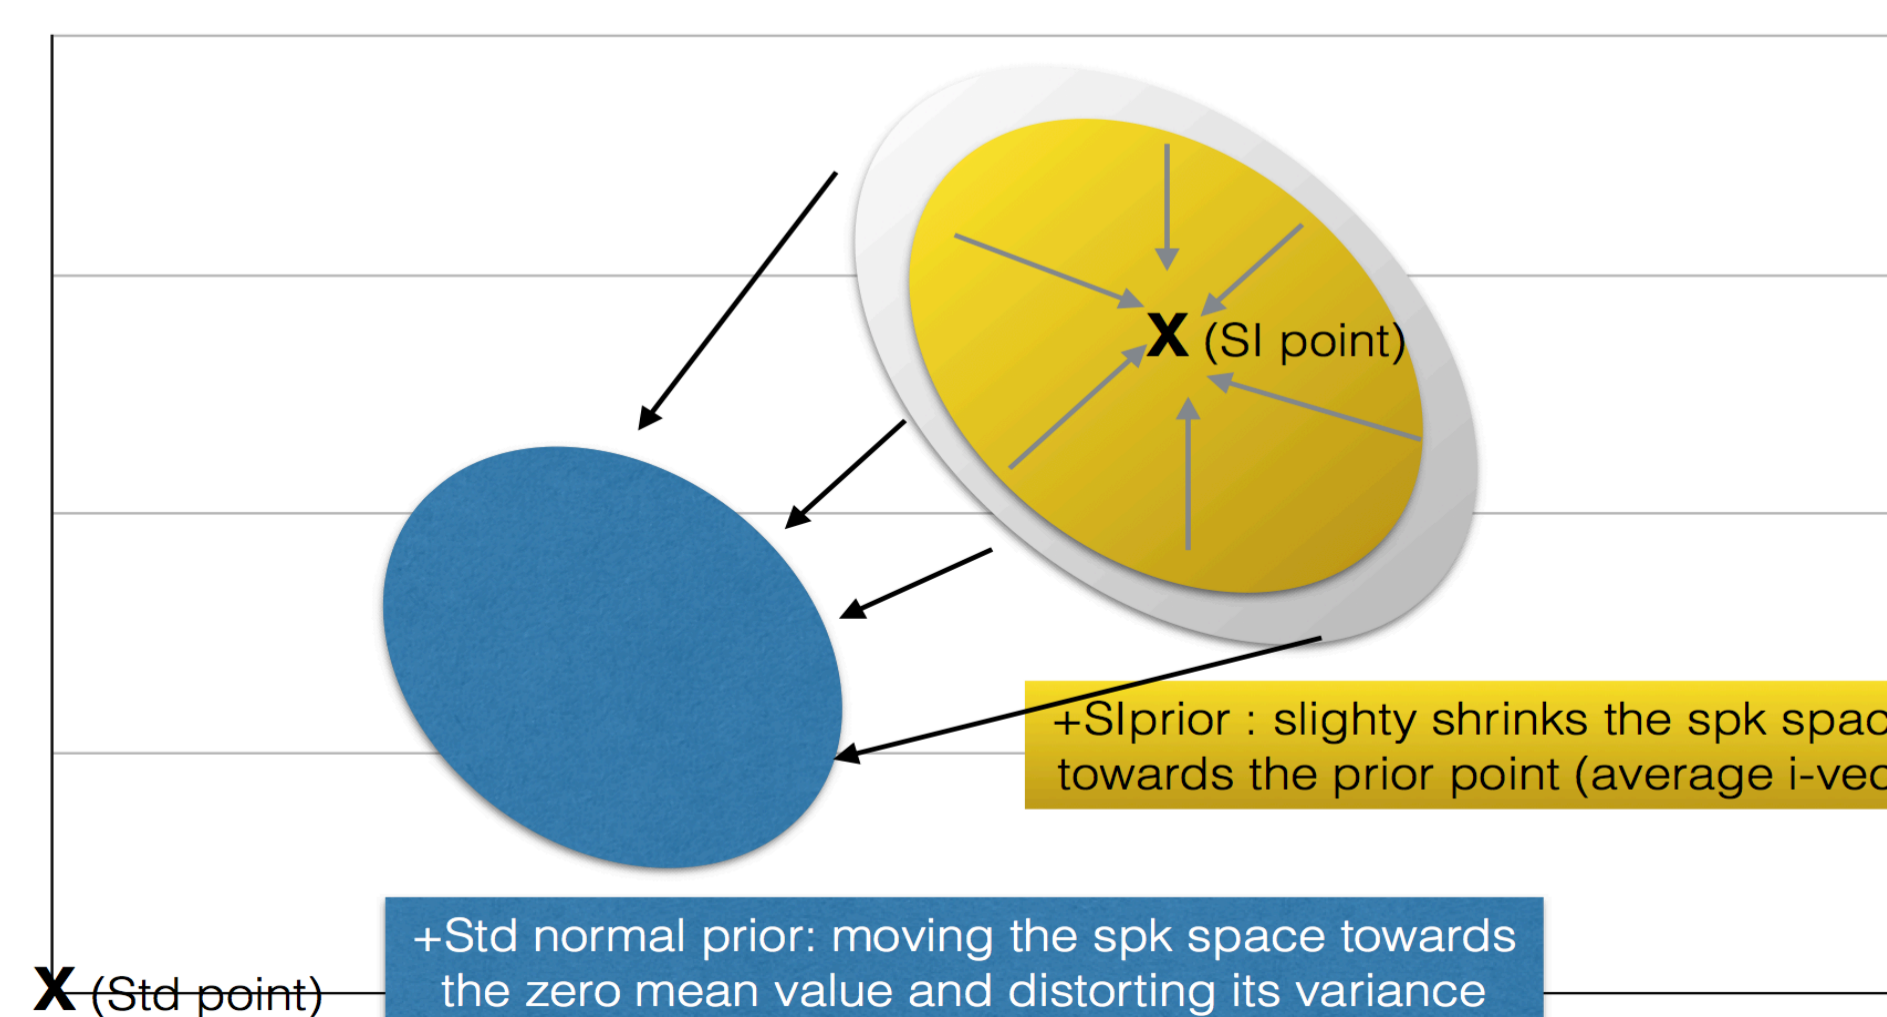 X (SI point)
+SIprior : slighty shrinks the spk spac
towards the prior point (average i-vec
+Std normal prior: moving the spk space towards
the zero mean value and distorting its variance
X (Std point)